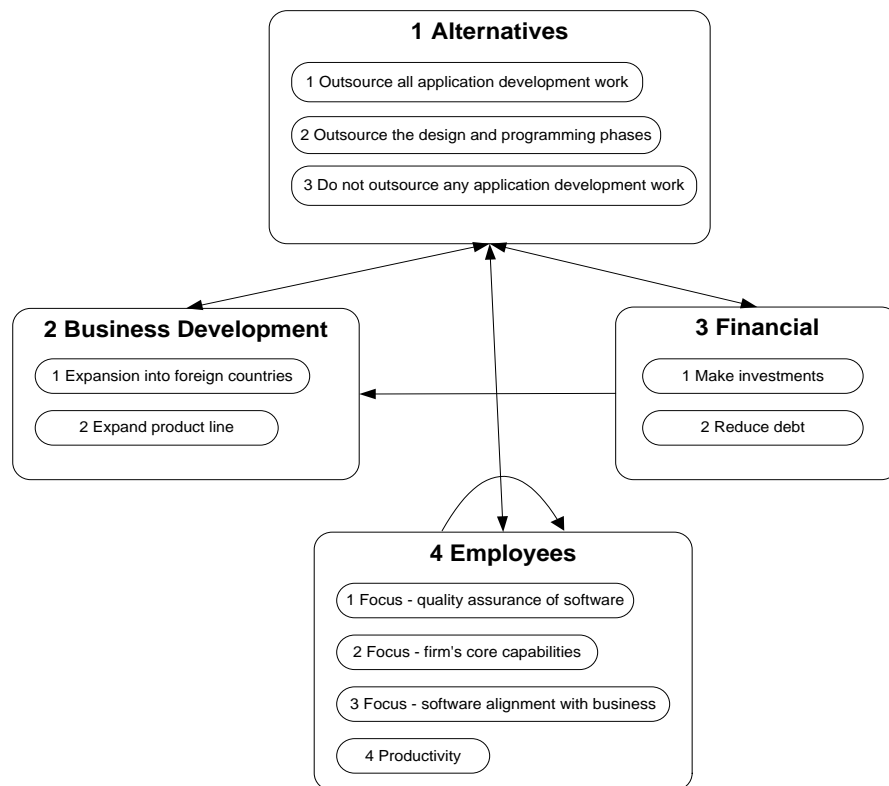 1 Alternatives
1 Outsource all application development work
2 Outsource the design and programming phases
3 Do not outsource any application development work
2 Business Development
1 Expansion into foreign countries
2 Expand product line
3 Financial
1 Make investments
2 Reduce debt
4 Employees
1 Focus - quality assurance of software
2 Focus - firm's core capabilities
3 Focus - software alignment with business
4 Productivity